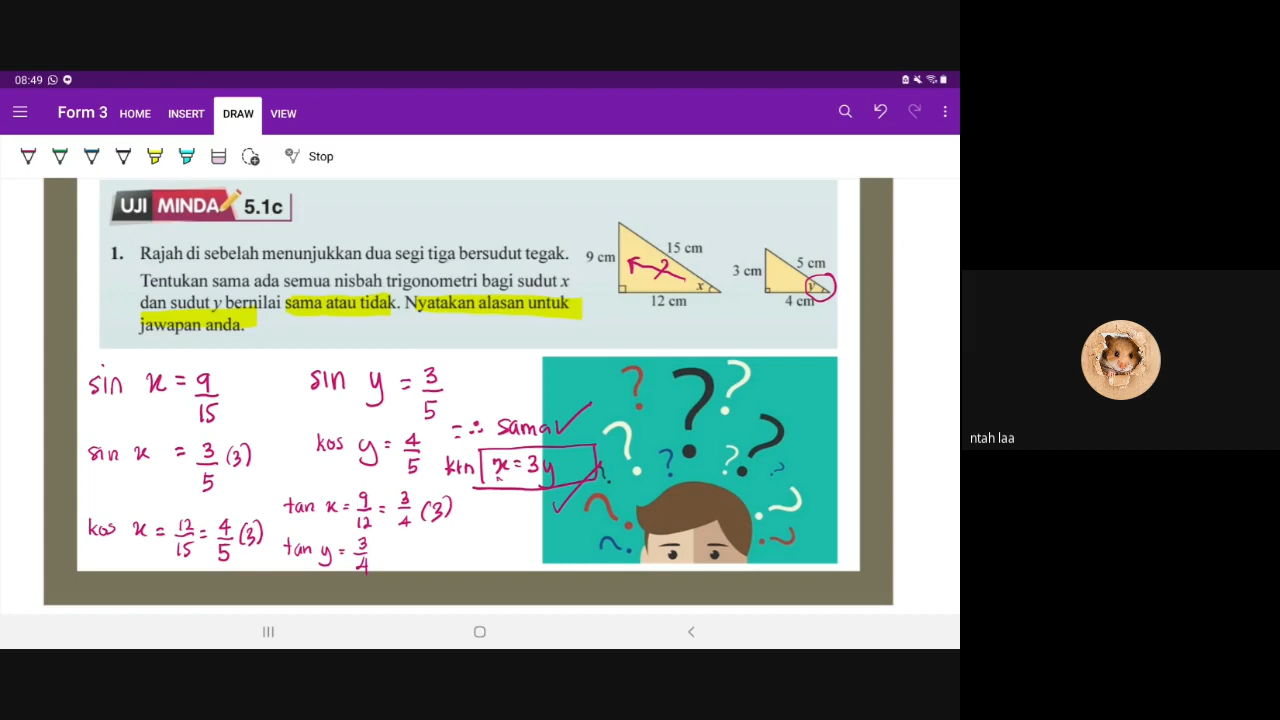 08:49
Form 3 HOME INSERT DRAW VIEW
Stop
UJI MINDA 5.1c
1. Rajah di sebelah menunjukkan dua segi tiga bersudut tegak.
Tentukan sama ada semua nisbah trigonometri bagi sudut x
dan sudut y bernilai sama atau tidak. Nyatakan alasan untuk
jawapan anda.
9 cm
15 cm
x
12 cm
3 cm
5 cm
y
4 cm
sin x = 9/15
sin x = 3/5 (3)
kos x = 12/15 = 4/5 (3)
sin y = 3/5
kos y = 4/5
tan x = 9/12 = 3/4 (3)
tan y = 3/4
= ∴ sama ✓
ktn x = 3y
✓
ntah laa